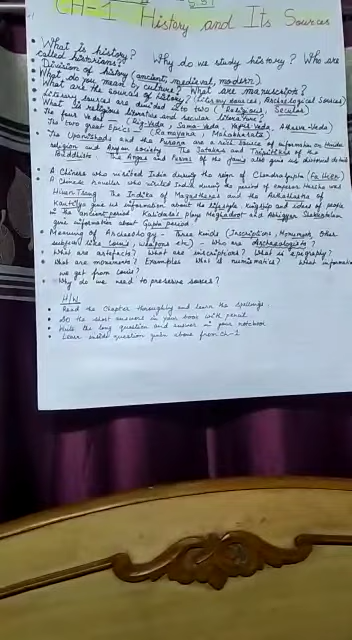 CH-1 History and Its Sources
• What is history? Why do we study history? Who are
called historians?
• Division of history (ancient, medieval, modern)
• What do you mean by culture? What are manuscripts?
• What are the sources of history? (Literary sources, Archeological Sources)
• Literary sources are divided into two (Religious, Secular)
• What is religious literature and secular literature?
• The four Vedas (Rig-Veda, Sama-Veda, Yajur-Veda, Atharva-Veda)
• The two great Epics - (Ramayana, Mahabharata)
• The Upanishads and the Purana are a rich source of information on Hindu
religion and Aryan Society. The Jatakas and Tripitakas of the
Buddhists. The Angas and Purvas of the Jains also give us
• A Chinese who visited India during the reign of Chandragupta (Fa Hien)
• A Chinese traveller who visited India during the period of emperor Harsha was
Hiuen-Tsang The Indica of Megasthenes and the Arthashastra of
Kautilya give us information about the lifestyle, kingship and duties of people
in the ancient period. Kalidasa's plays Meghdoot and Abhigyan Shakuntalam
give information about Gupta period.
• Meaning of Archaeology - Three kinds (Inscriptions, Monument, Other
subjects like coins, weapons etc) - Who are archaeologists?
• What are artefacts? What are inscriptions? What is epigraphy?
• What are monuments? Examples numismatics? What information
we get from coins?
• Why do we need to preserve sources?
H/W
• Read the chapter thoroughly and learn the spellings.
• Do the short answers in your book with pencil
• Write the long question and answer in your notebook
• Learn question given above from ch-1